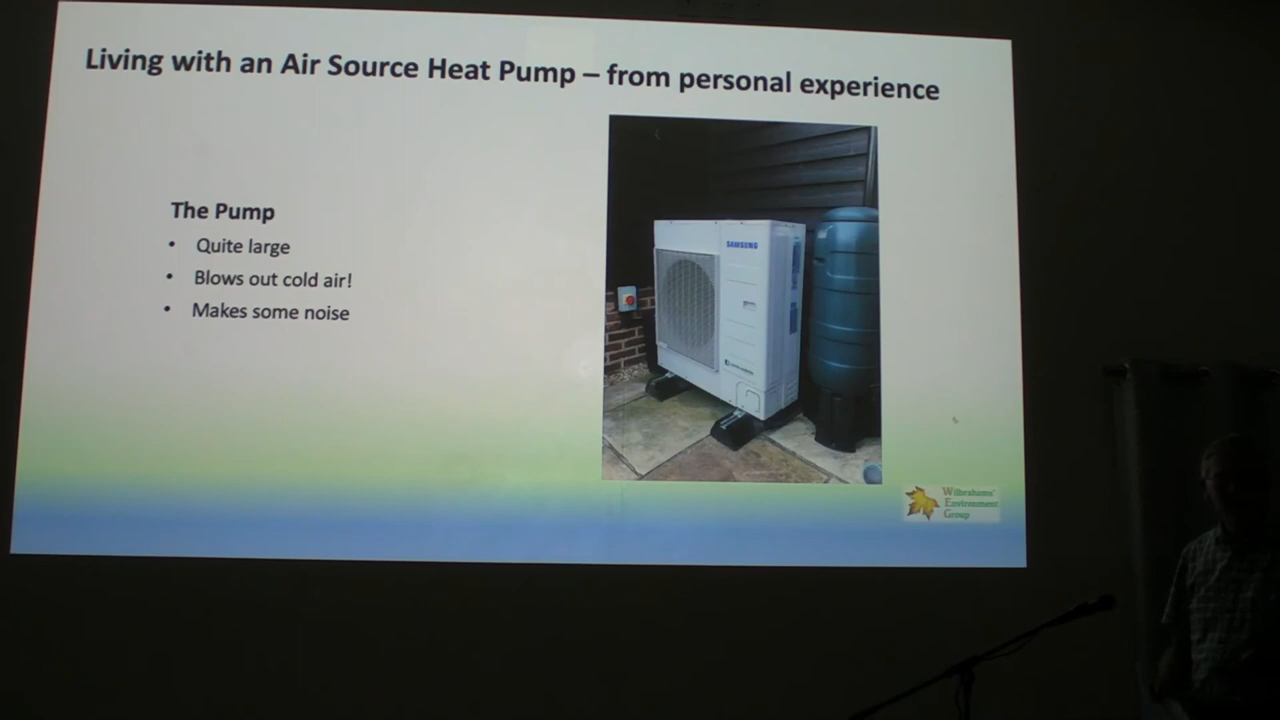 Living with an Air Source Heat Pump – from personal experience
The Pump
• Quite large
• Blows out cold air!
• Makes some noise
SAMSUNG
Wilbrahams'
Environment
Group